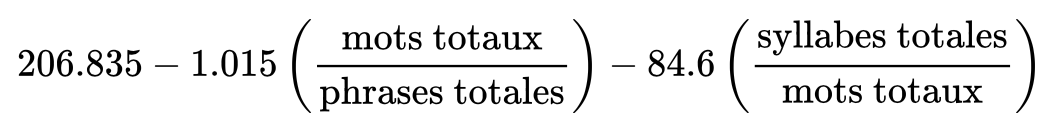 206.835 − 1.015 (mots totaux / phrases totales) − 84.6 (syllabes totales / mots totaux)